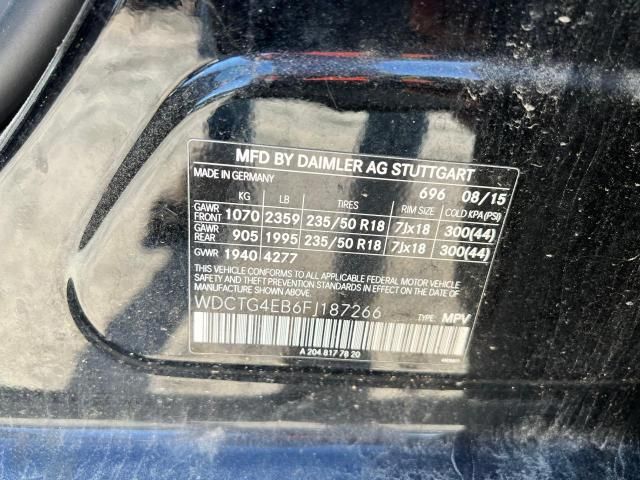 MFD BY DAIMLER AG STUTTGART
MADE IN GERMANY 696 08/15
KG LB TIRES RIM SIZE COLD KPA(PSI)
GAWR FRONT 1070 2359 235/50 R18 7Jx18 300(44)
GAWR REAR 905 1995 235/50 R18 7Jx18 300(44)
GVWR 1940 4277
THIS VEHICLE CONFORMS TO ALL APPLICABLE FEDERAL MOTOR VEHICLE
SAFETY AND THEFT PREVENTION STANDARDS IN EFFECT ON THE DATE
OF MANUFACTURE SHOWN ABOVE.
WDCTG4EB6FJ187266 TYPE: MPV
A 204 817 78 20